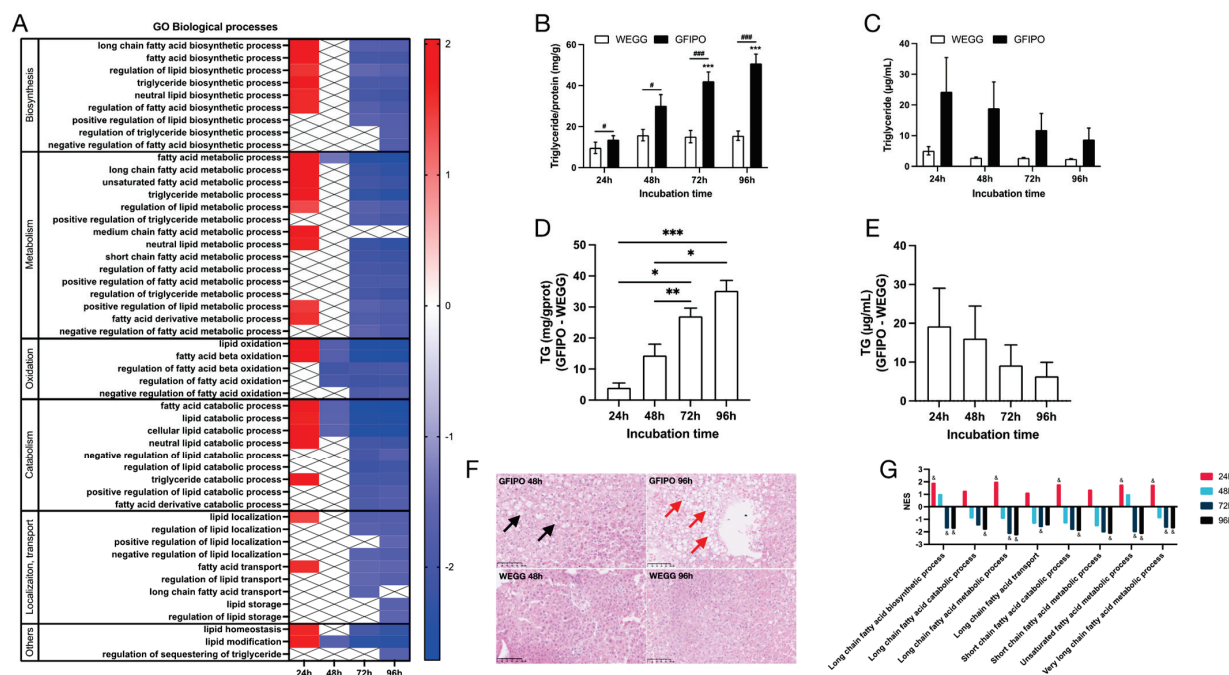 A
GO Biological processes
Biosynthesis
long chain fatty acid biosynthetic process
fatty acid biosynthetic process
regulation of lipid biosynthetic process
triglyceride biosynthetic process
neutral lipid biosynthetic process
regulation of fatty acid biosynthetic process
positive regulation of lipid biosynthetic process
regulation of triglyceride biosynthetic process
negative regulation of fatty acid biosynthetic process
Metabolism
fatty acid metabolic process
long chain fatty acid metabolic process
unsaturated fatty acid metabolic process
triglyceride metabolic process
regulation of lipid metabolic process
positive regulation of triglyceride metabolic process
medium chain fatty acid metabolic process
neutral lipid metabolic process
short chain fatty acid metabolic process
regulation of fatty acid metabolic process
positive regulation of fatty acid metabolic process
regulation of triglyceride metabolic process
positive regulation of lipid metabolic process
fatty acid derivative metabolic process
negative regulation of fatty acid metabolic process
Oxidation
lipid oxidation
fatty acid beta oxidation
regulation of fatty acid beta oxidation
regulation of fatty acid oxidation
negative regulation of fatty acid oxidation
Catabolism
fatty acid catabolic process
lipid catabolic process
cellular lipid catabolic process
neutral lipid catabolic process
negative regulation of lipid catabolic process
regulation of lipid catabolic process
triglyceride catabolic process
positive regulation of lipid catabolic process
fatty acid derivative catabolic process
Localizaiton, transport
lipid localization
regulation of lipid localization
positive regulation of lipid localization
negative regulation of lipid localization
fatty acid transport
regulation of lipid transport
long chain fatty acid transport
lipid storage
regulation of lipid storage
Others
lipid homeostasis
lipid modification
regulation of sequestering of triglyceride
24h 48h 72h 96h
2
1
0
-1
-2
B
WEGG GFIPO
Triglyceride/protein (mg/g)
60
40
20
0
# # ### *** ### ***
24h 48h 72h 96h
Incubation time
C
WEGG GFIPO
Triglyceride (µg/mL)
40
30
20
10
0
24h 48h 72h 96h
Incubation time
D
TG (mg/gprot)
(GFIPO - WEGG)
50
40
30
20
10
0
***
*
*
**
24h 48h 72h 96h
Incubation time
E
TG (µg/mL)
(GFIPO - WEGG)
40
30
20
10
0
24h 48h 72h 96h
Incubation time
F
GFIPO 48h
GFIPO 96h
WEGG 48h
WEGG 96h
G
NES
3
2
1
0
-1
-2
-3
& & & & & & & & & & & & & & &
Long chain fatty acid biosynthetic process
Long chain fatty acid catabolic process
Long chain fatty acid metabolic process
Long chain fatty acid transport
Short chain fatty acid catabolic process
Short chain fatty acid metabolic process
Unsaturated fatty acid metabolic process
Very long chain fatty acid metabolic process
24h
48h
72h
96h